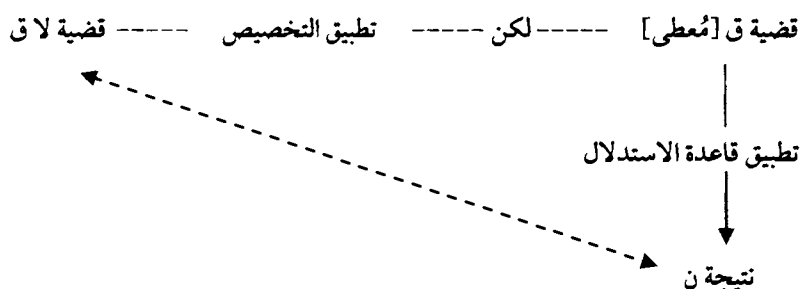 قضية ق [مُعطى] ----- لكن ----- تطبيق التخصيص ----- قضية لا ق
تطبيق قاعدة الاستدلال
نتيجة ن